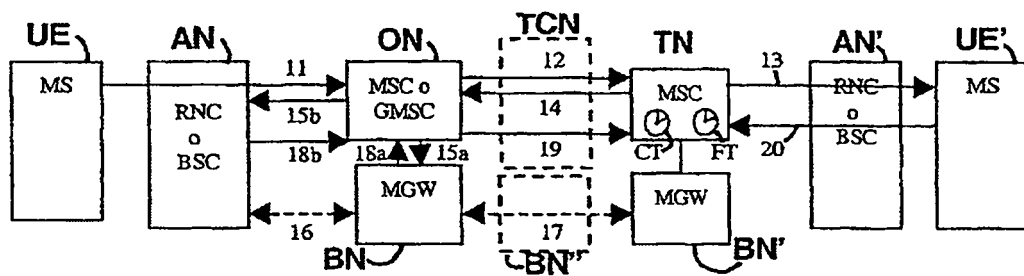 UE AN ON TCN TN AN' UE'
MS
RNC
o
BSC
11
15b
18b
16
MSC o
GMSC
18a
15a
MGW
BN
12
14
19
17
BN''
MSC
CT
FT
MGW
BN'
13
20
RNC
o
BSC
MS